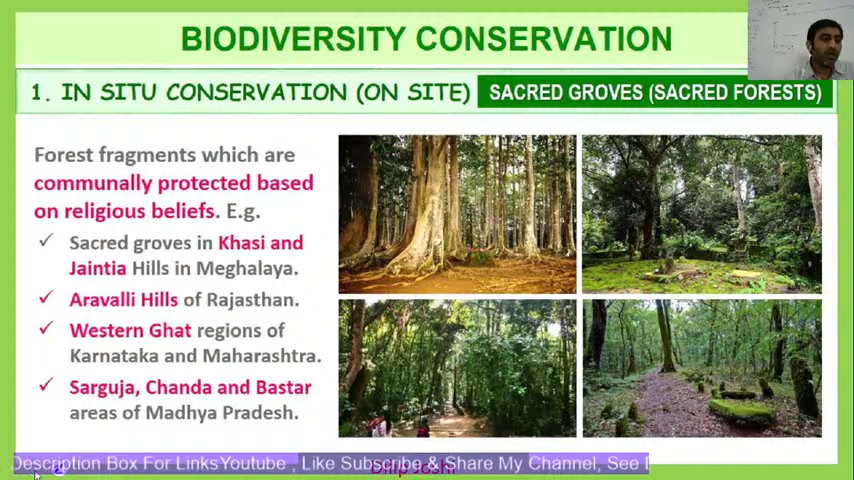 BIODIVERSITY CONSERVATION
1. IN SITU CONSERVATION (ON SITE)
SACRED GROVES (SACRED FORESTS)
Forest fragments which are
communally protected based
on religious beliefs. E.g.
✓ Sacred groves in Khasi and
Jaintia Hills in Meghalaya.
✓ Aravalli Hills of Rajasthan.
✓ Western Ghat regions of
Karnataka and Maharashtra.
✓ Sarguja, Chanda and Bastar
areas of Madhya Pradesh.
Description Box For LinksYoutube , Like Subscribe & Share My Channel, See
Dilip Joshi